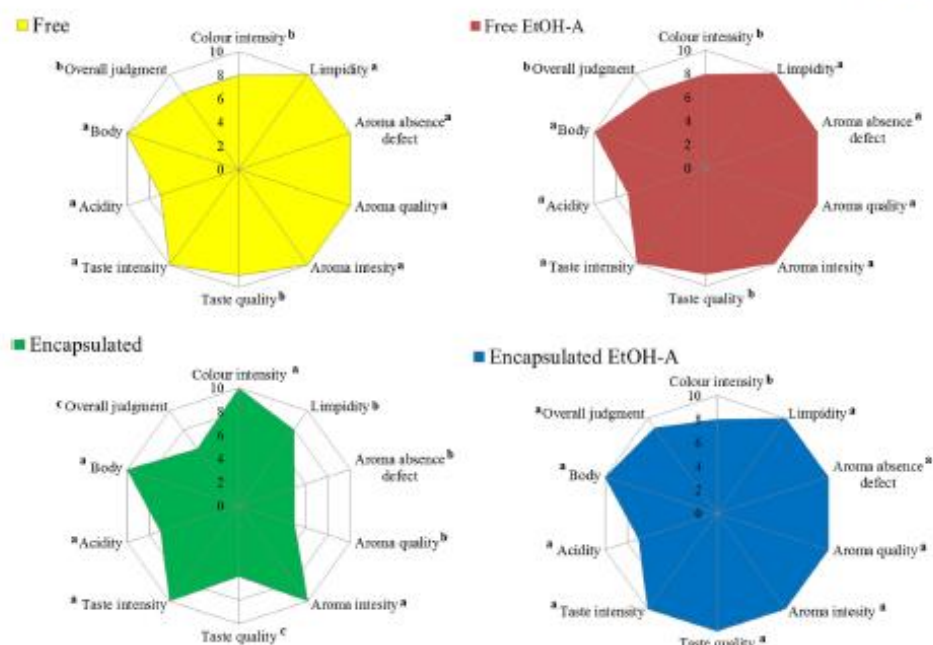 Free
Colour intensity b
10
8
6
4
2
0
b Overall judgment
Limpidity a
a Body
Aroma absence a
defect
a Acidity
Aroma quality a
a Taste intensity
Aroma intesity a
Taste quality b
Free EtOH-A
Colour intensity b
10
8
6
4
2
0
b Overall judgment
Limpidity a
a Body
Aroma absence a
defect
a Acidity
Aroma quality a
a Taste intensity
Aroma intesity a
Taste quality b
Encapsulated
Colour intensity a
10
8
6
4
2
0
c Overall judgment
Limpidity b
a Body
Aroma absence b
defect
a Acidity
Aroma quality b
a Taste intensity
Aroma intesity a
Taste quality c
Encapsulated EtOH-A
Colour intensity b
10
8
6
4
2
0
a Overall judgment
Limpidity a
a Body
Aroma absence a
defect
a Acidity
Aroma quality a
a Taste intensity
Aroma intesity a
Taste quality a